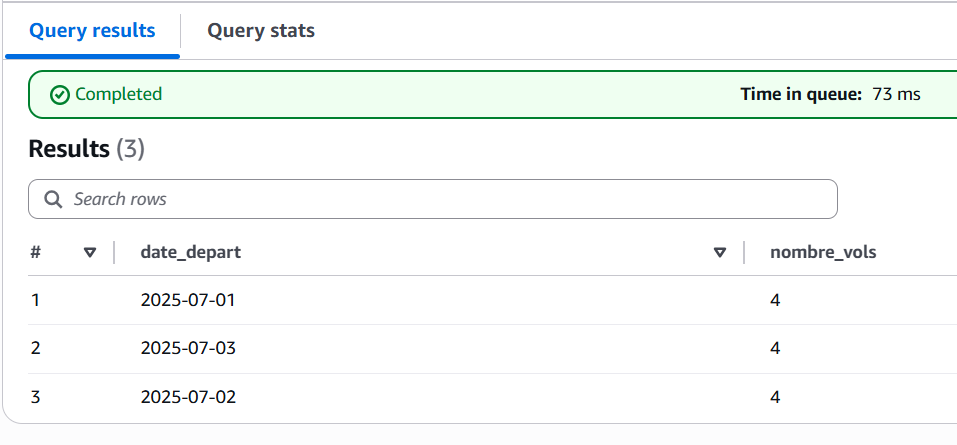 Query results Query stats
Completed Time in queue: 73 ms
Results (3)
Search rows
# date_depart nombre_vols
1 2025-07-01 4
2 2025-07-03 4
3 2025-07-02 4